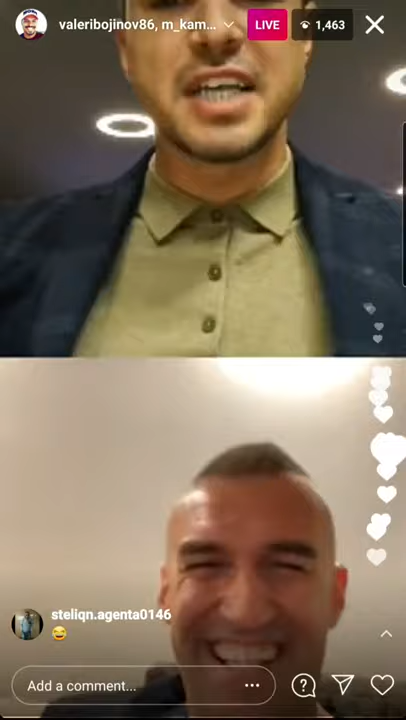 valeribojinov86, m_kam...
LIVE
1,463
steliqn.agenta0146
😂
Add a comment...